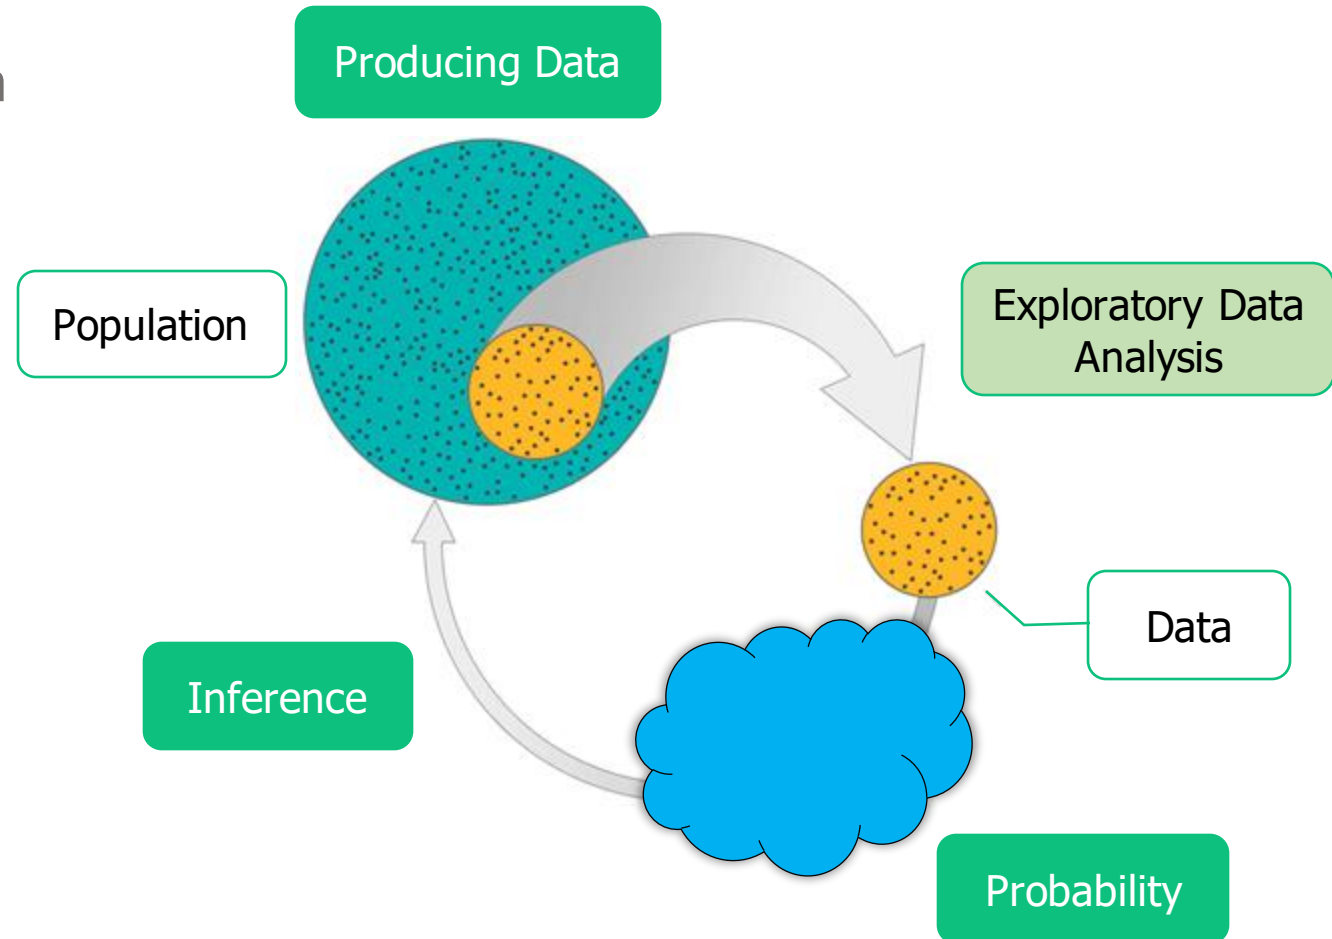 Producing Data
Population
Exploratory Data
Analysis
Data
Inference
Probability